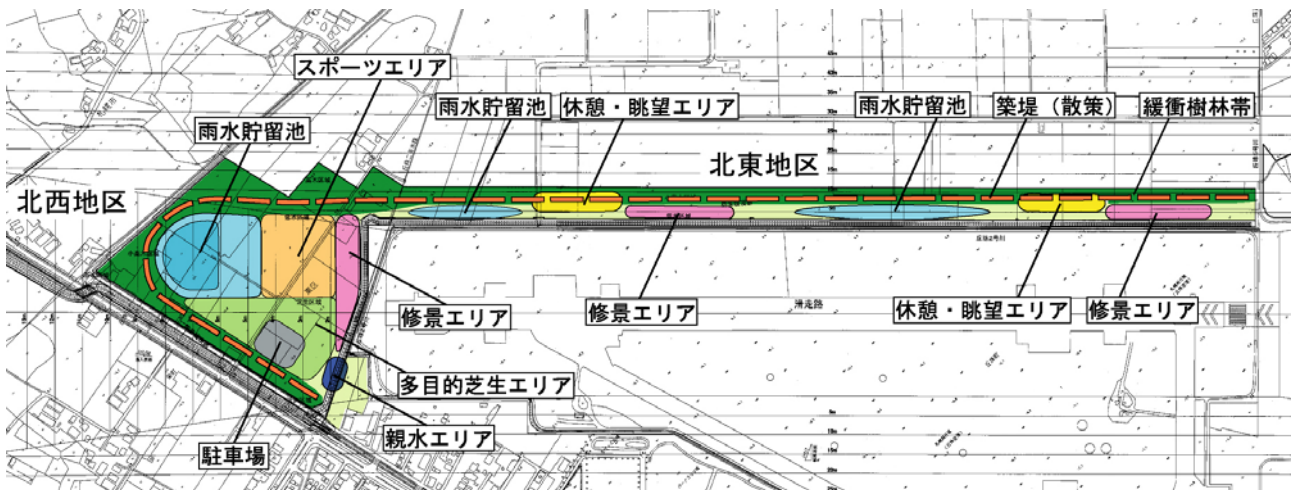 スポーツエリア
雨水貯留池
休憩・眺望エリア
雨水貯留池
築堤（散策）
緩衝樹林帯
雨水貯留池
北東地区
北西地区
滑走路
修景エリア
修景エリア
休憩・眺望エリア
修景エリア
多目的芝生エリア
親水エリア
駐車場